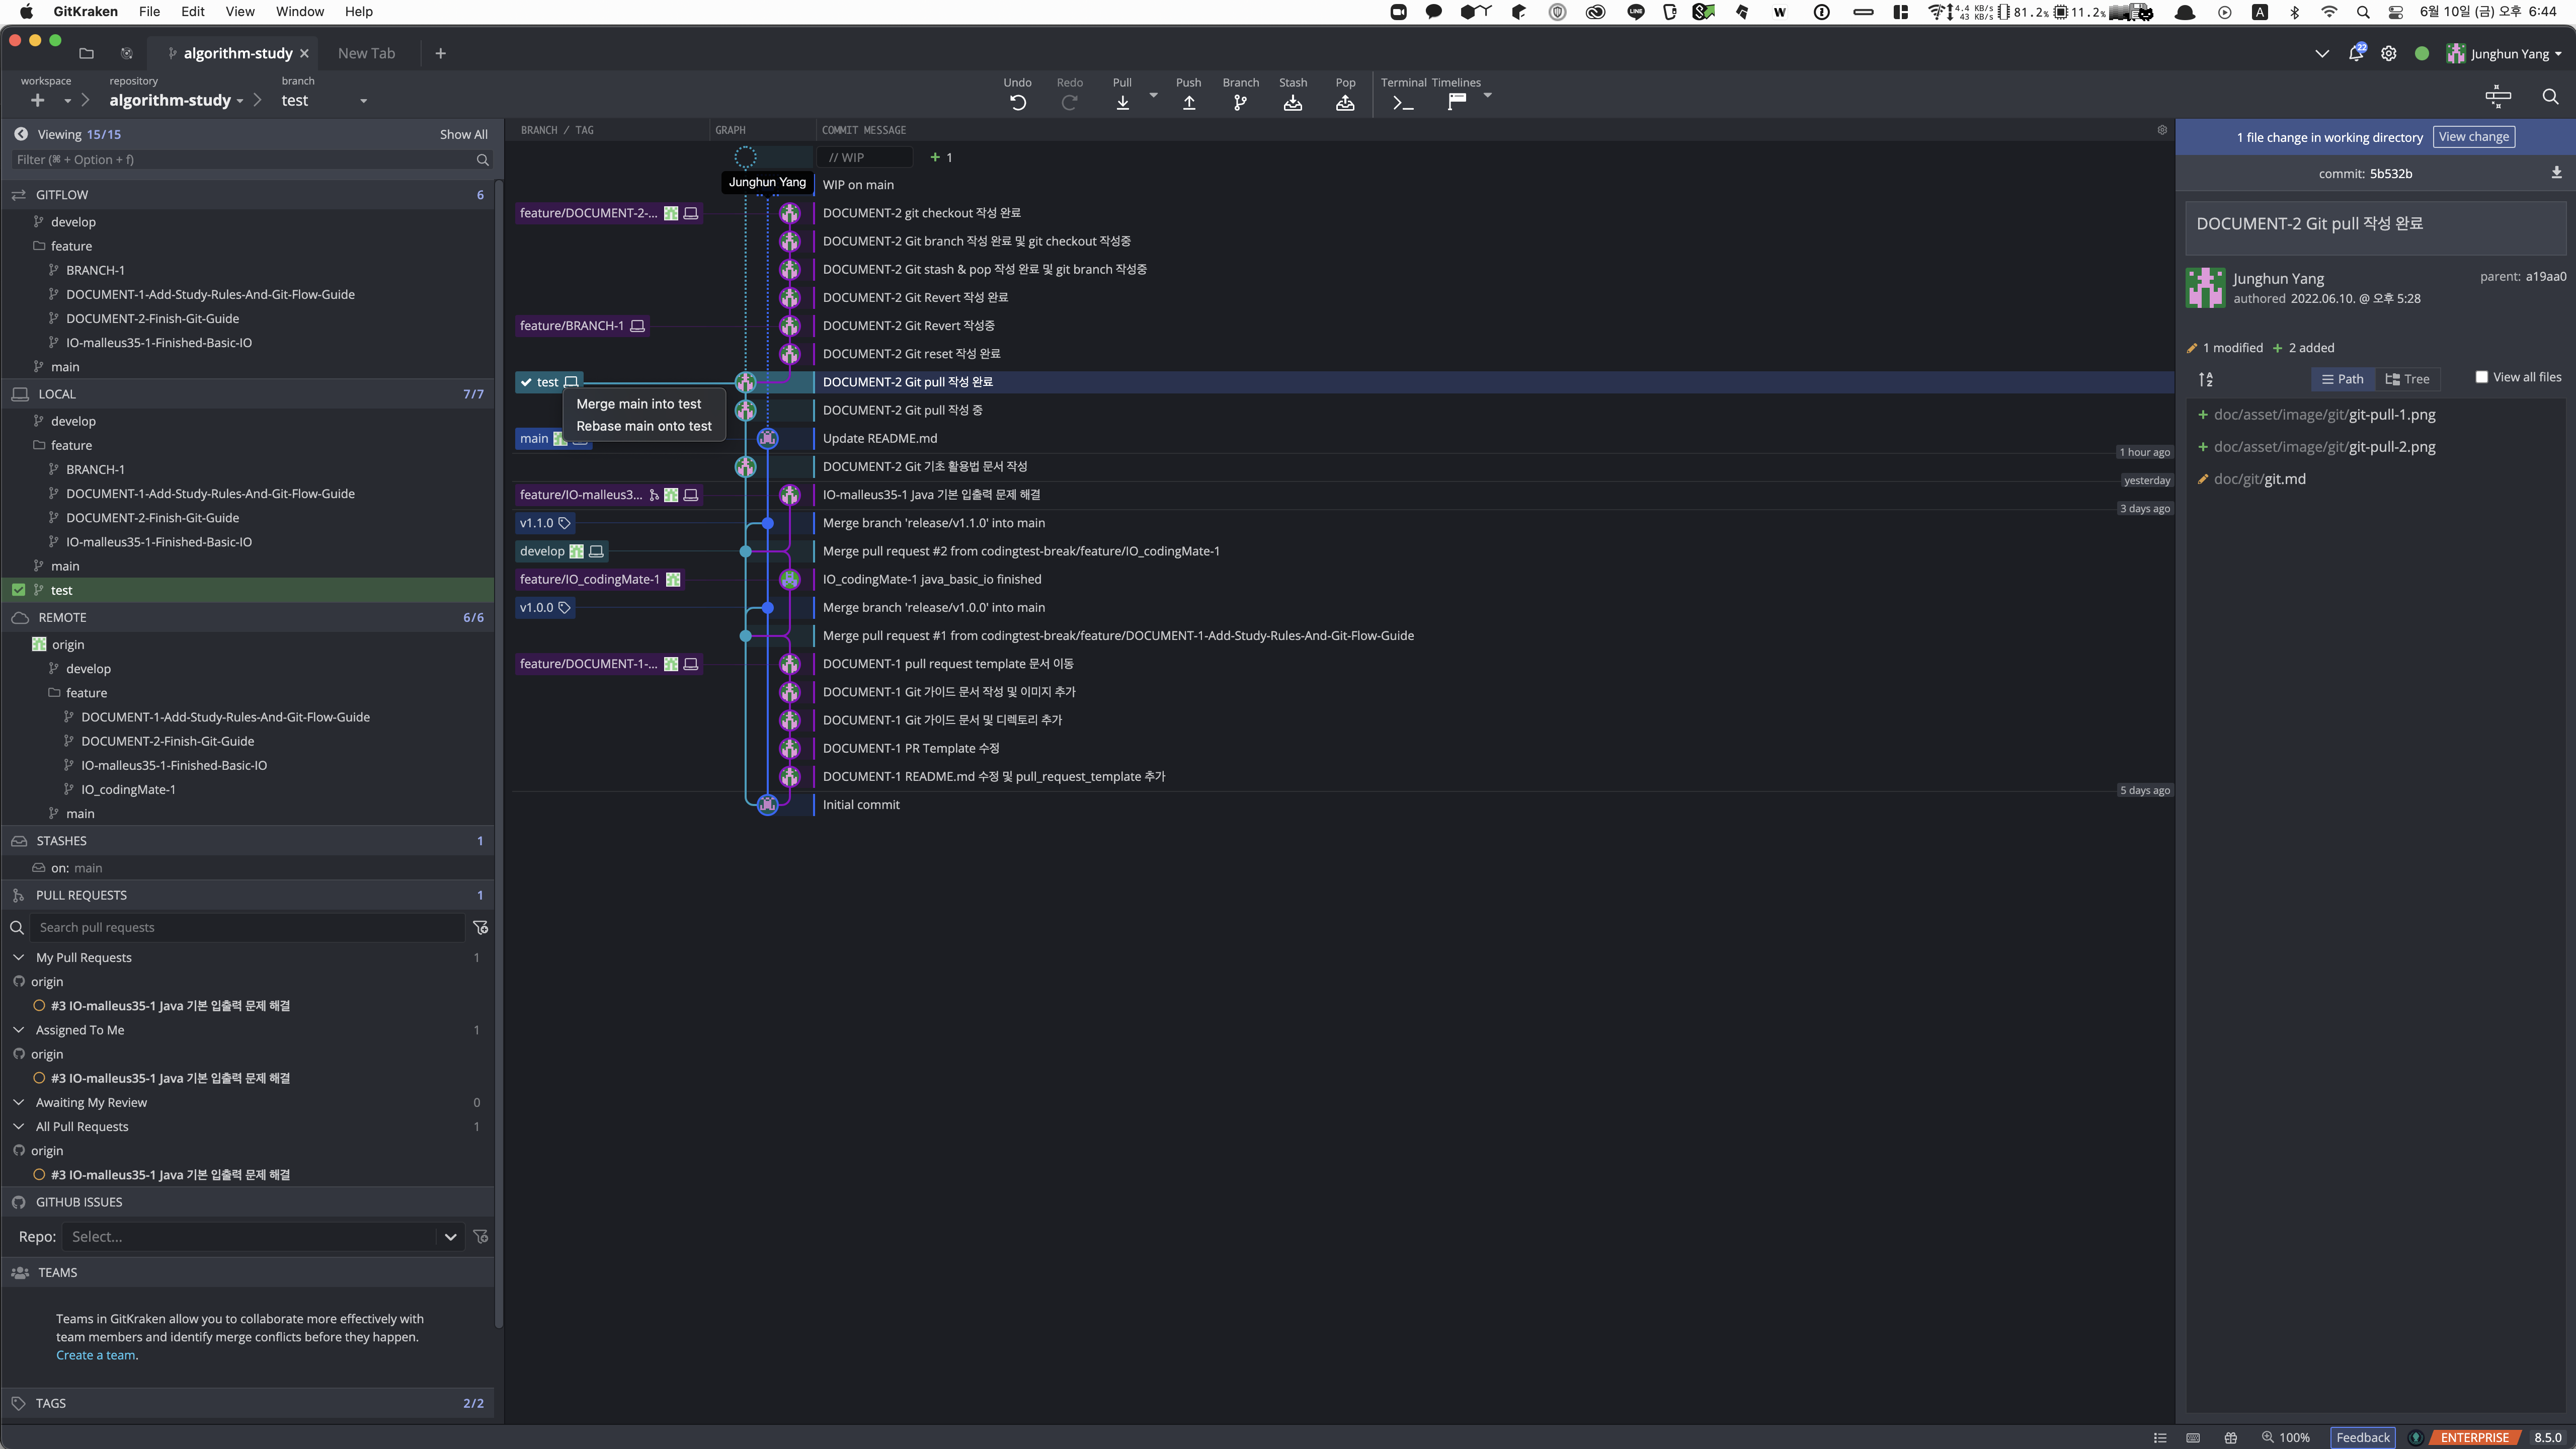 GitKraken File Edit View Window Help
4.4 KB/s
43 KB/s
81.2% 11.2%
6월 10일 (금) 오후 6:44
algorithm-study
New Tab
22
Junghun Yang
workspace
repository
algorithm-study
branch
test
Undo
Redo
Pull
Push
Branch
Stash
Pop
Terminal
Timelines
Viewing 15/15
Show All
Filter (⌘ + Option + f)
GITFLOW 6
develop
feature
BRANCH-1
DOCUMENT-1-Add-Study-Rules-And-Git-Flow-Guide
DOCUMENT-2-Finish-Git-Guide
IO-malleus35-1-Finished-Basic-IO
main
LOCAL 7/7
develop
feature
BRANCH-1
DOCUMENT-1-Add-Study-Rules-And-Git-Flow-Guide
DOCUMENT-2-Finish-Git-Guide
IO-malleus35-1-Finished-Basic-IO
main
test
REMOTE 6/6
origin
develop
feature
DOCUMENT-1-Add-Study-Rules-And-Git-Flow-Guide
DOCUMENT-2-Finish-Git-Guide
IO-malleus35-1-Finished-Basic-IO
IO_codingMate-1
main
STASHES 1
on: main
PULL REQUESTS 1
Search pull requests
My Pull Requests 1
origin
#3 IO-malleus35-1 Java 기본 입출력 문제 해결
Assigned To Me 1
origin
#3 IO-malleus35-1 Java 기본 입출력 문제 해결
Awaiting My Review 0
All Pull Requests 1
origin
#3 IO-malleus35-1 Java 기본 입출력 문제 해결
GITHUB ISSUES
Repo: Select...
TEAMS
Teams in GitKraken allow you to collaborate more effectively with
team members and identify merge conflicts before they happen.
Create a team.
TAGS 2/2
BRANCH / TAG GRAPH COMMIT MESSAGE
// WIP + 1
Junghun Yang
WIP on main
feature/DOCUMENT-2-... DOCUMENT-2 git checkout 작성 완료
DOCUMENT-2 Git branch 작성 완료 및 git checkout 작성중
DOCUMENT-2 Git stash & pop 작성 완료 및 git branch 작성중
DOCUMENT-2 Git Revert 작성 완료
feature/BRANCH-1 DOCUMENT-2 Git Revert 작성중
DOCUMENT-2 Git reset 작성 완료
test DOCUMENT-2 Git pull 작성 완료
Merge main into test
Rebase main onto test
DOCUMENT-2 Git pull 작성 중
main Update README.md
1 hour ago
DOCUMENT-2 Git 기초 활용법 문서 작성
yesterday
feature/IO-malleus3... IO-malleus35-1 Java 기본 입출력 문제 해결
3 days ago
v1.1.0 Merge branch 'release/v1.1.0' into main
develop Merge pull request #2 from codingtest-break/feature/IO_codingMate-1
feature/IO_codingMate-1 IO_codingMate-1 java_basic_io finished
v1.0.0 Merge branch 'release/v1.0.0' into main
Merge pull request #1 from codingtest-break/feature/DOCUMENT-1-Add-Study-Rules-And-Git-Flow-Guide
feature/DOCUMENT-1-... DOCUMENT-1 pull request template 문서 이동
DOCUMENT-1 Git 가이드 문서 작성 및 이미지 추가
DOCUMENT-1 Git 가이드 문서 및 디렉토리 추가
DOCUMENT-1 PR Template 수정
DOCUMENT-1 README.md 수정 및 pull_request_template 추가
5 days ago
Initial commit
1 file change in working directory View change
commit: 5b532b
DOCUMENT-2 Git pull 작성 완료
Junghun Yang
authored 2022.06.10. @ 오후 5:28
parent: a19aa0
1 modified + 2 added
Path Tree View all files
+ doc/asset/image/git/git-pull-1.png
+ doc/asset/image/git/git-pull-2.png
doc/git/git.md
100% Feedback ENTERPRISE 8.5.0